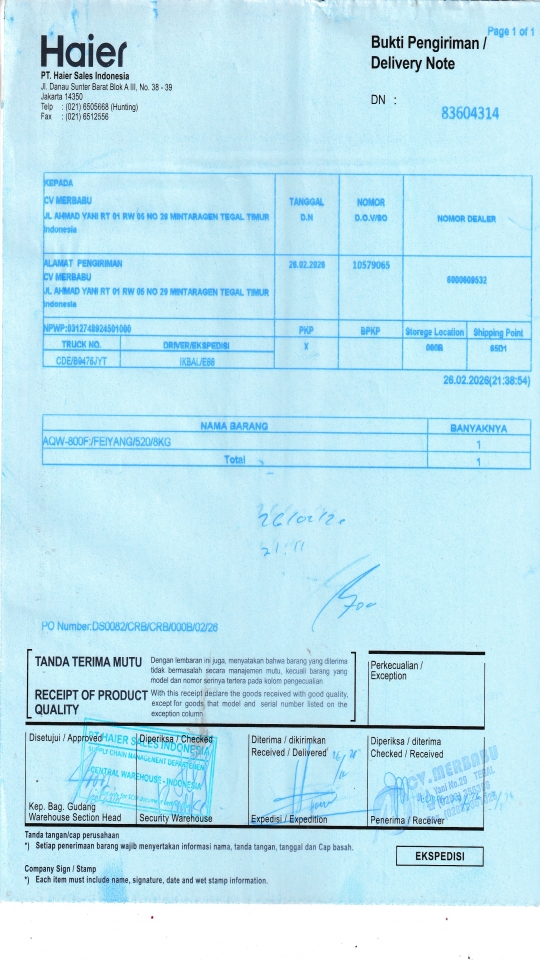 Page 1 of 1
Haier
Bukti Pengiriman /
Delivery Note
PT. Haier Sales Indonesia
Jl. Danau Sunter Barat Blok A III, No. 38 - 39
Jakarta 14350
Telp : (021) 6505668 (Hunting)
Fax : (021) 6512556
DN :
83604314
KEPADA
CV MERBABU
JL AHMAD YANI RT 01 RW 05 NO 29 MINTARAGEN TEGAL TIMUR
Indonesia
TANGGAL
D.N
NOMOR
D.O.V/SO
NOMOR DEALER
ALAMAT PENGIRIMAN
CV MERBABU
JL AHMAD YANI RT 01 RW 05 NO 29 MINTARAGEN TEGAL TIMUR
Indonesia
26.02.2026
10579065
6000608532
NPWP:0312748924501000
PKP
BPKP
Storege Location
Shipping Point
TRUCK NO.
DRIVER/EKSPEDISI
X
000B
65D1
CDE/B9476/YT
IKBAL/E66
26.02.2026(21:38:54)
NAMA BARANG
BANYAKNYA
AQW-800F:/FEIYANG/520/8KG
1
Total
1
PO Number:DS0082/CRB/CRB/000B/02/26
TANDA TERIMA MUTU
Dengan lembaran ini juga, menyatakan bahwa barang yang diterima
tidak bermasalah secara manajemen mutu, kecuali barang yang
model dan nomor serinya tertera pada kolom pengecualian
RECEIPT OF PRODUCT
QUALITY
With this receipt declare the goods received with good quality,
except for goods that model and serial number listed on the
exception column
Perkecualian /
Exception
Disetujui / Approved
Diperiksa / Checked
Diterima / dikirimkan
Received / Delivered
Diperiksa / diterima
Checked / Received
PT.HAIER SALES INDONESIA
SUPPLY CHAIN MANAGEMENT DEPARTEMEN
CENTRAL WAREHOUSE - INDONESIA
CV.MERBABU
Kep. Bag. Gudang
Warehouse Section Head
Security Warehouse
Expedisi / Expedition
Penerima / Receiver
Tanda tangan/cap perusahaan
*) Setiap penerimaan barang wajib menyertakan informasi nama, tanda tangan, tanggal dan Cap basah.
EKSPEDISI
Company Sign / Stamp
*) Each item must include name, signature, date and wet stamp information.